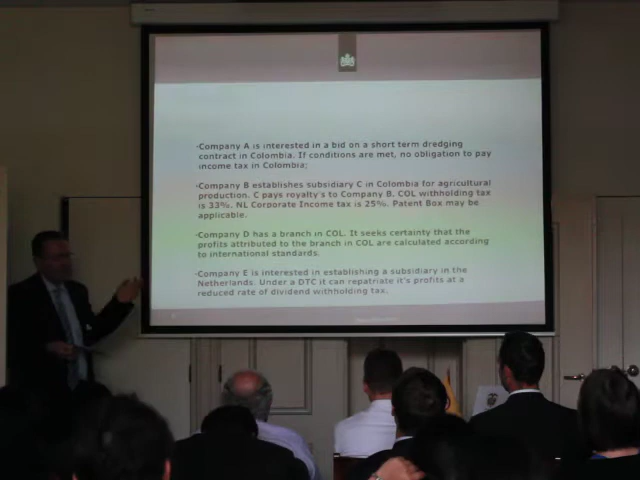 -Company A is interested in a bid on a short term dredging
contract in Colombia. If conditions are met, no obligation to pay
income tax in Colombia;
-Company B establishes subsidiary C in Colombia for agricultural
production. C pays royalty's to Company B. COL withholding tax
is 33%. NL Corporate Income tax is 25%. Patent Box may be
applicable.
-Company D has a branch in COL. It seeks certainty that the
profits attributed to the branch in COL are calculated according
to international standards.
-Company E is interested in establishing a subsidiary in the
Netherlands. Under a DTC it can repatriate it's profits at a
reduced rate of dividend withholding tax.